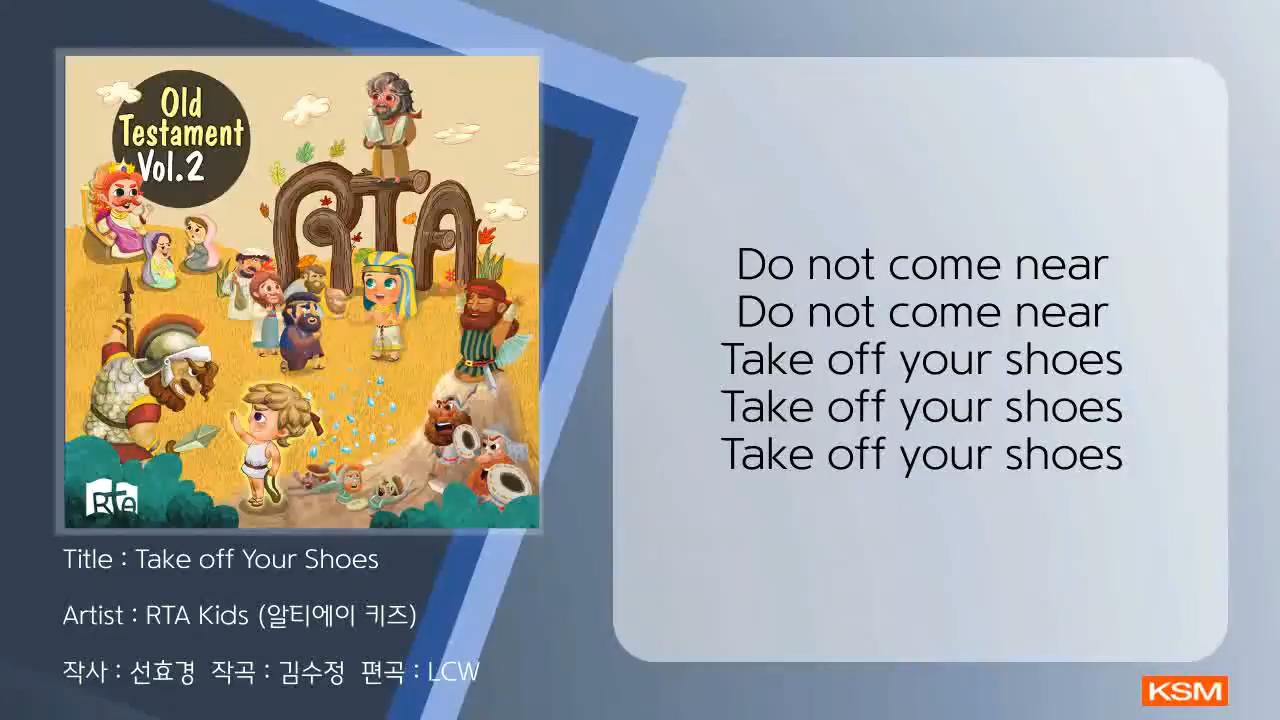 Old
Testament
Vol.2
RTA
RTA
Title : Take off Your Shoes
Artist : RTA Kids (알티에이 키즈)
작사 : 선효경 작곡 : 김수정 편곡 : LCW
Do not come near
Do not come near
Take off your shoes
Take off your shoes
Take off your shoes
KSM